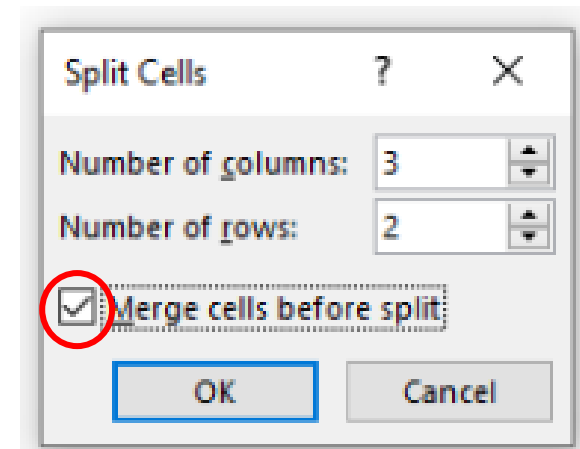 Split Cells ? ×
Number of columns: 3
Number of rows: 2
Merge cells before split
OK Cancel